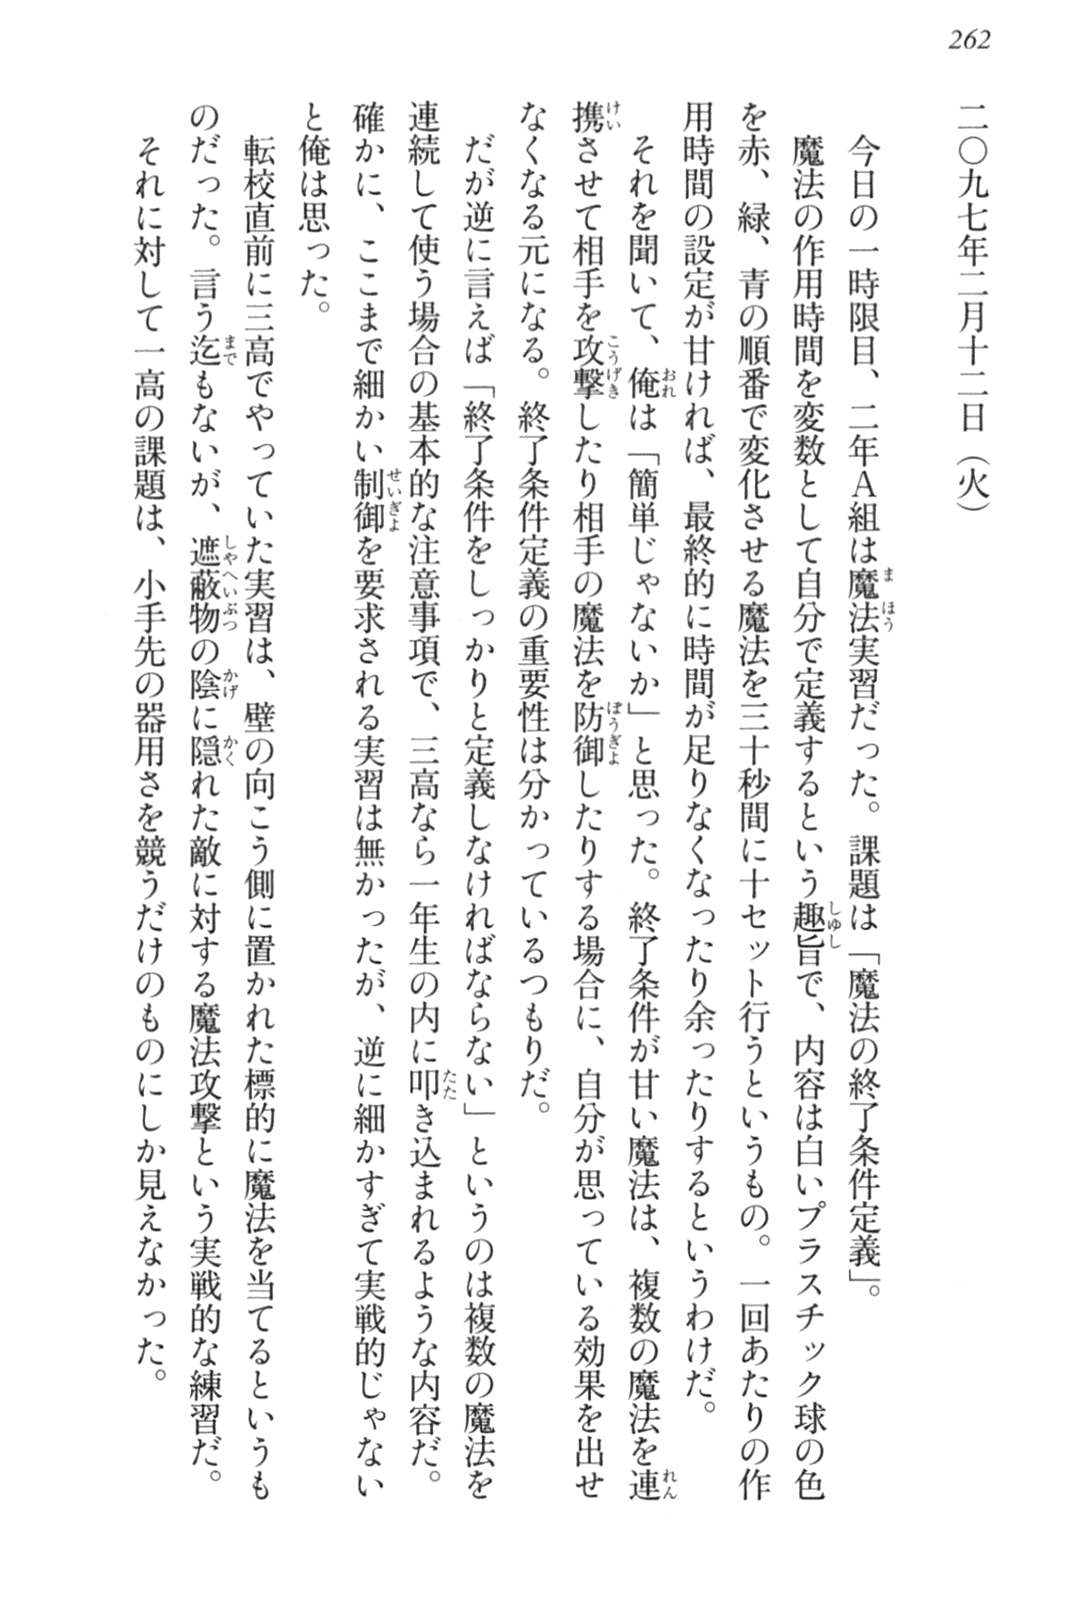 262
二〇九七年二月十二日（火）
今日の一時限目、二年Ａ組は魔法実習だった。課題は「魔法の終了条件定義」。
魔法の作用時間を変数として自分で定義するという趣旨で、内容は白いプラスチック球の色
を赤、緑、青の順番で変化させる魔法を三十秒間に十セット行うというもの。一回あたりの作
用時間の設定が甘ければ、最終的に時間が足りなくなったり余ったりするというわけだ。
それを聞いて、俺は「簡単じゃないか」と思った。終了条件が甘い魔法は、複数の魔法を連
携させて相手を攻撃したり相手の魔法を防御したりする場合に、自分が思っている効果を出せ
なくなる元になる。終了条件定義の重要性は分かっているつもりだ。
だが逆に言えば「終了条件をしっかりと定義しなければならない」というのは複数の魔法を
連続して使う場合の基本的な注意事項で、三高なら一年生の内に叩き込まれるような内容だ。
確かに、ここまで細かい制御を要求される実習は無かったが、逆に細かすぎて実戦的じゃない
と俺は思った。
転校直前に三高でやっていた実習は、壁の向こう側に置かれた標的に魔法を当てるというも
のだった。言う迄もないが、遮蔽物の陰に隠れた敵に対する魔法攻撃という実戦的な練習だ。
それに対して一高の課題は、小手先の器用さを競うだけのものにしか見えなかった。